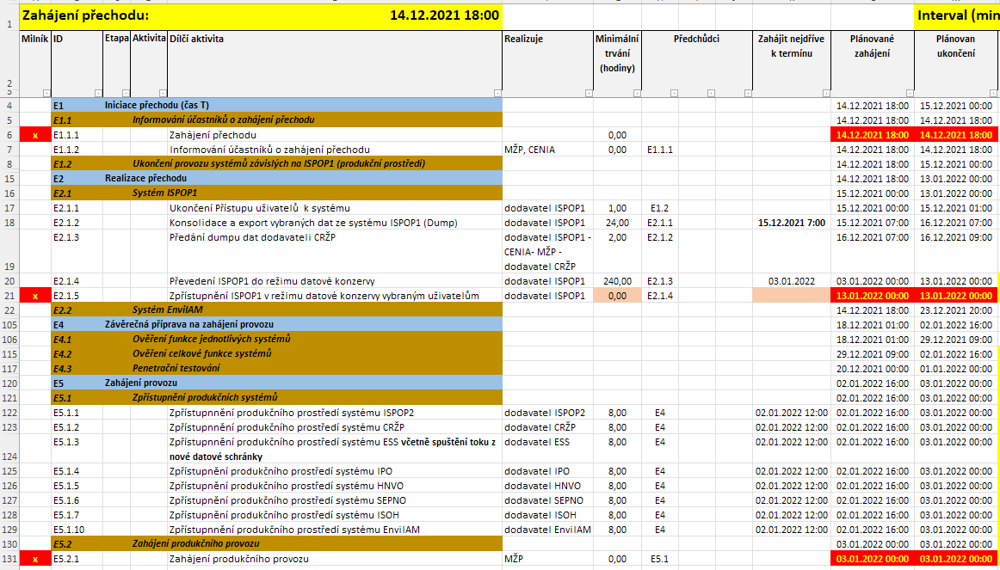 1 Zahájení přechodu: 14.12.2021 18:00 Interval (min
Milník ID Etapa Aktivita Dílčí aktivita Realizuje Minimální trvání (hodiny) Předchůdci Zahájit nejdříve k termínu Plánované zahájení Plánovan ukončení
2
3
4 E1 Iniciace přechodu (čas T) 14.12.2021 18:00 15.12.2021 00:00
5 E1.1 Informování účastníků o zahájení přechodu 14.12.2021 18:00 14.12.2021 18:00
6 x E1.1.1 Zahájení přechodu 0,00 14.12.2021 18:00 14.12.2021 18:00
7 E1.1.2 Informování účastníků o zahájení přechodu MŽP, CENIA 0,00 E1.1.1 14.12.2021 18:00 14.12.2021 18:00
8 E1.2 Ukončení provozu systémů závislých na ISPOP1 (produkční prostředí) 14.12.2021 18:00 15.12.2021 00:00
15 E2 Realizace přechodu 14.12.2021 18:00 13.01.2022 00:00
16 E2.1 Systém ISPOP1 15.12.2021 00:00 13.01.2022 00:00
17 E2.1.1 Ukončení Přístupu uživatelů k systému dodavatel ISPOP1 1,00 E1.2 15.12.2021 00:00 15.12.2021 01:00
18 E2.1.2 Konsolidace a export vybraných dat ze systému ISPOP1 (Dump) dodavatel ISPOP1 24,00 E2.1.1 15.12.2021 7:00 15.12.2021 07:00 16.12.2021 07:00
19 E2.1.3 Předání dumpu dat dodavateli CRŽP dodavatel ISPOP1 - CENIA- MŽP - dodavatel CRŽP 2,00 E2.1.2 16.12.2021 07:00 16.12.2021 09:00
20 E2.1.4 Převedení ISPOP1 do režimu datové konzervy dodavatel ISPOP1 240,00 E2.1.3 03.01.2022 03.01.2022 00:00 13.01.2022 00:00
21 x E2.1.5 Zpřístupnění ISPOP1 v režimu datové konzervy vybraným uživatelům dodavatel ISPOP1 0,00 E2.1.4 13.01.2022 00:00 13.01.2022 00:00
22 E2.2 Systém EnviIAM 14.12.2021 18:00 23.12.2021 20:00
105 E4 Závěrečná příprava na zahájení provozu 18.12.2021 01:00 02.01.2022 16:00
106 E4.1 Ověření funkce jednotlivých systémů 18.12.2021 01:00 29.12.2021 09:00
115 E4.2 Ověření celkové funkce systémů 29.12.2021 09:00 02.01.2022 16:00
117 E4.3 Penetrační testování 20.12.2021 00:00 01.01.2022 00:00
120 E5 Zahájení provozu 02.01.2022 16:00 03.01.2022 00:00
121 E5.1 Zpřístupnění produkčních systémů 02.01.2022 16:00 03.01.2022 00:00
122 E5.1.1 Zpřístupnnění produkčního prostředí systému ISPOP2 dodavatel ISPOP2 8,00 E4 02.01.2022 12:00 02.01.2022 16:00 03.01.2022 00:00
123 E5.1.2 Zpřístupnnění produkčního prostředí systému CRŽP dodavatel CRŽP 8,00 E4 02.01.2022 12:00 02.01.2022 16:00 03.01.2022 00:00
124 E5.1.3 Zpřístupnnění produkčního prostředí systému ESS včetně spuštění toku z nové datové schránky dodavatel ESS 8,00 E4 02.01.2022 12:00 02.01.2022 16:00 03.01.2022 00:00
125 E5.1.4 Zpřístupnnění produkčního prostředí systému IPO dodavatel IPO 8,00 E4 02.01.2022 12:00 02.01.2022 16:00 03.01.2022 00:00
126 E5.1.5 Zpřístupnnění produkčního prostředí systému HNVO dodavatel HNVO 8,00 E4 02.01.2022 12:00 02.01.2022 16:00 03.01.2022 00:00
127 E5.1.6 Zpřístupnnění produkčního prostředí systému SEPNO dodavatel SEPNO 8,00 E4 02.01.2022 12:00 02.01.2022 16:00 03.01.2022 00:00
128 E5.1.7 Zpřístupnnění produkčního prostředí systému ISOH dodavatel ISOH 8,00 E4 02.01.2022 12:00 02.01.2022 16:00 03.01.2022 00:00
129 E5.1.10 Zpřístupnnění produkčního prostředí systému EnviIAM dodavatel EnviIAM 8,00 E4 02.01.2022 12:00 02.01.2022 16:00 03.01.2022 00:00
130 E5.2 Zahájení produkčního provozu 03.01.2022 00:00 03.01.2022 00:00
131 x E5.2.1 Zahájení produkčního provozu MŽP 0,00 E5.1 03.01.2022 00:00 03.01.2022 00:00